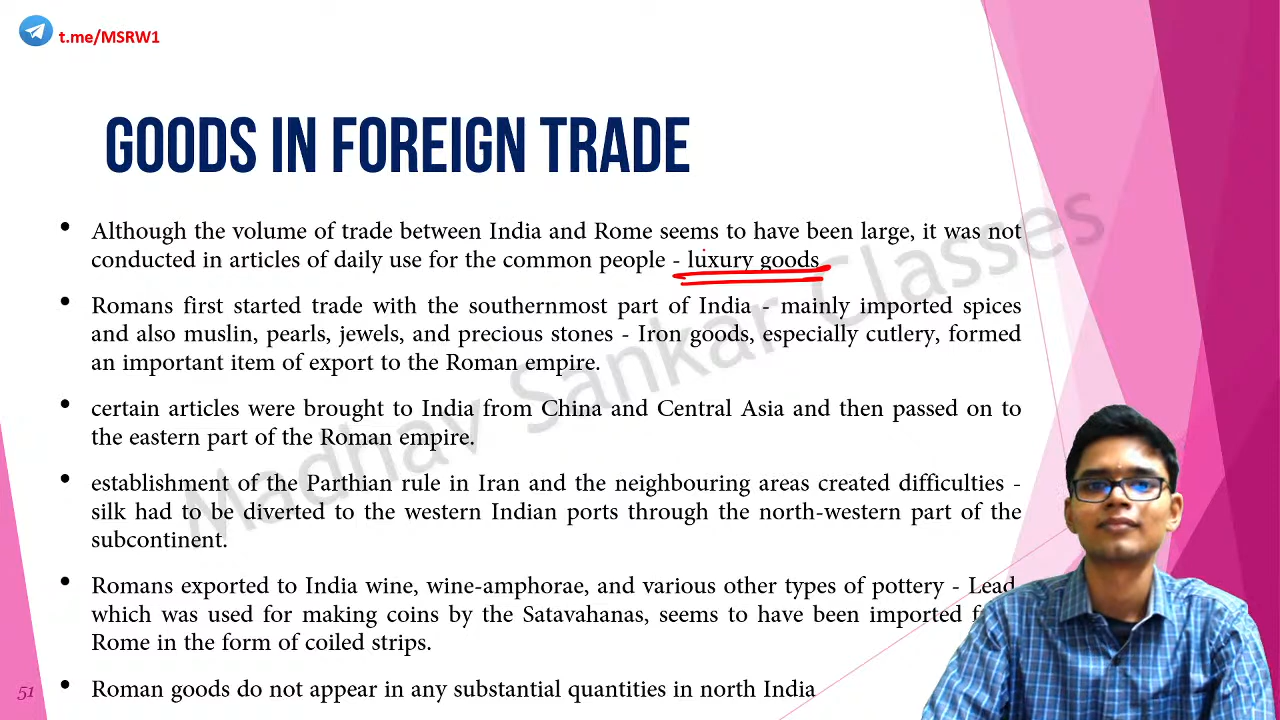 t.me/MSRW1
GOODS IN FOREIGN TRADE
• Although the volume of trade between India and Rome seems to have been large, it was not
conducted in articles of daily use for the common people - luxury goods
• Romans first started trade with the southernmost part of India - mainly imported spices
and also muslin, pearls, jewels, and precious stones - Iron goods, especially cutlery, formed
an important item of export to the Roman empire.
• certain articles were brought to India from China and Central Asia and then passed on to
the eastern part of the Roman empire.
• establishment of the Parthian rule in Iran and the neighbouring areas created difficulties -
silk had to be diverted to the western Indian ports through the north-western part of the
subcontinent.
• Romans exported to India wine, wine-amphorae, and various other types of pottery - Lead
which was used for making coins by the Satavahanas, seems to have been imported
Rome in the form of coiled strips.
• Roman goods do not appear in any substantial quantities in north India
51
Madhav Sankar Classes